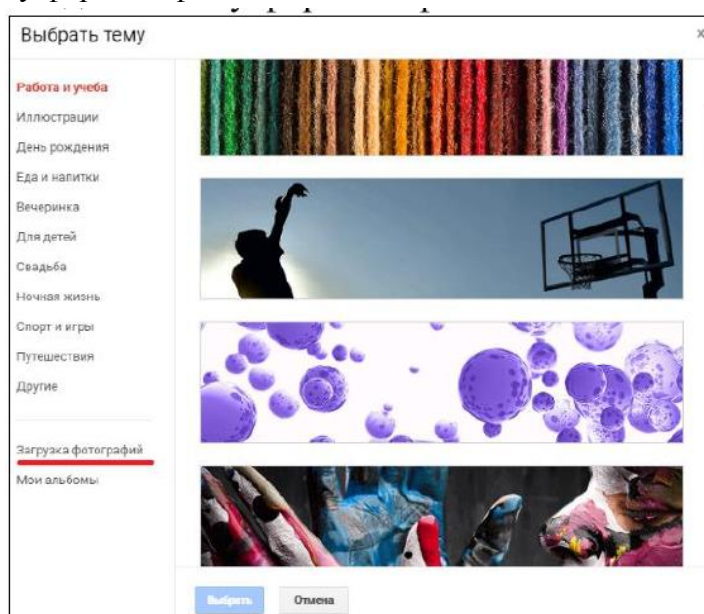 Выбрать тему
x
Работа и учеба
Иллюстрации
День рождения
Еда и напитки
Вечеринка
Для детей
Свадьба
Ночная жизнь
Спорт и игры
Путешествия
Другие
Загрузка фотографий
Мои альбомы
Выбрать
Отмена